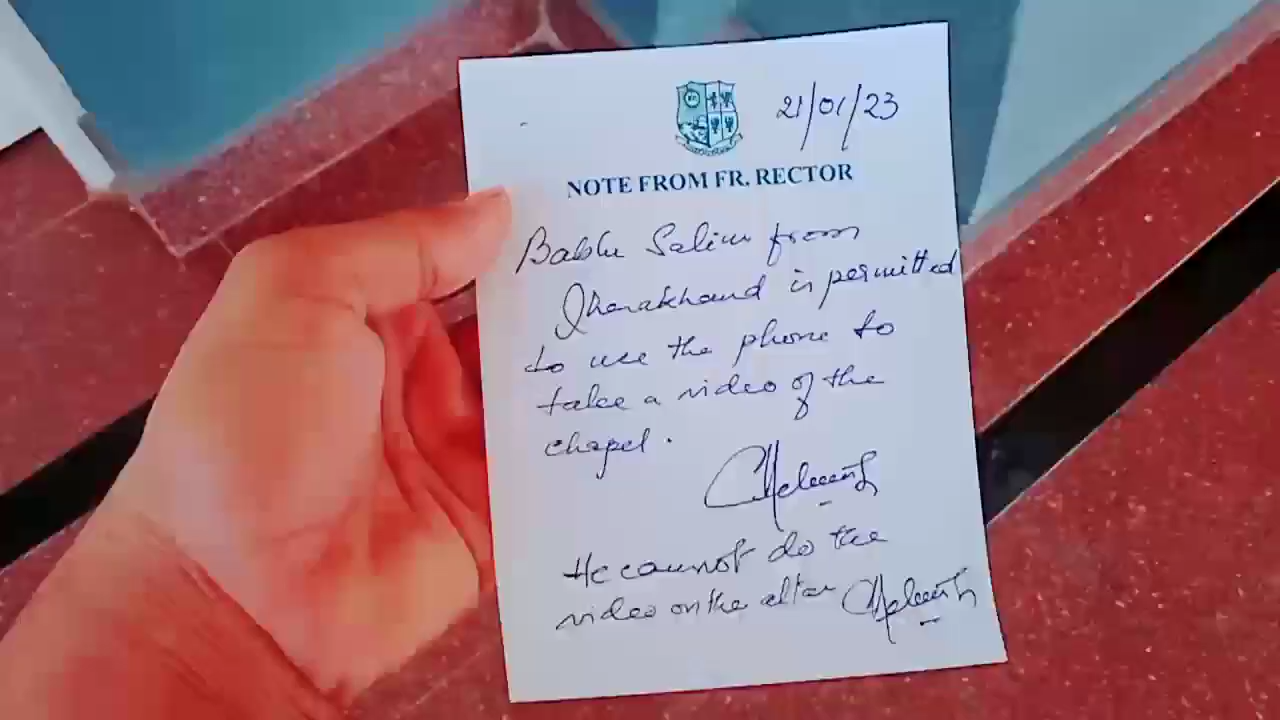 21/01/23
NOTE FROM FR. RECTOR
Bablu Salim from
Jharakhand is permitted
to use the phone to
take a video of the
chapel.
He cannot do the
video on the altar